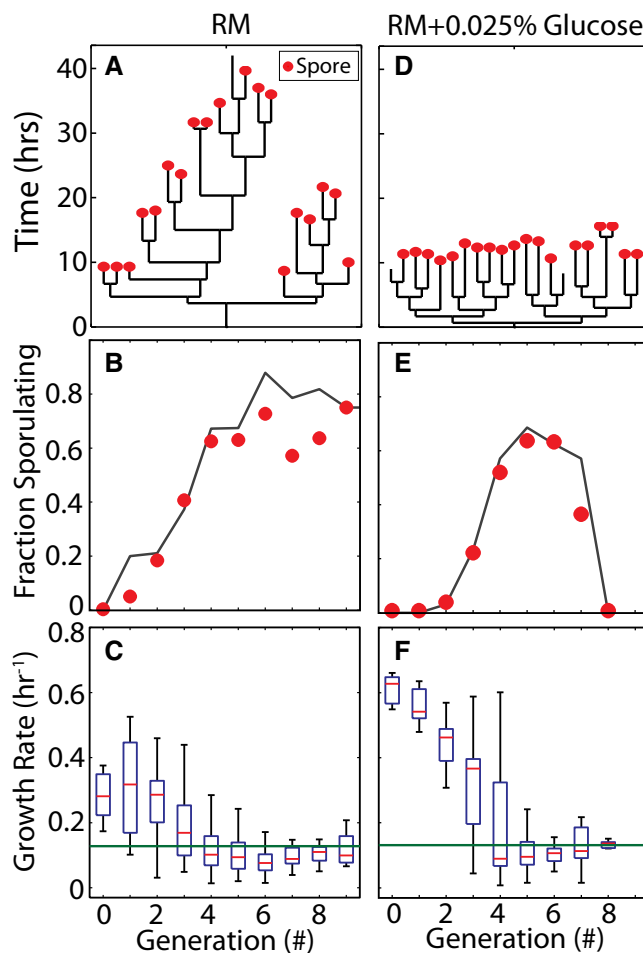 RM
RM+0.025% Glucose
A
Spore
D
Time (hrs)
40
30
20
10
0
B
E
Fraction Sporulating
0.8
0.6
0.4
0.2
0
C
F
Growth Rate (hr⁻¹)
0.8
0.6
0.4
0.2
0
0 2 4 6 8
0 2 4 6 8
Generation (#)
Generation (#)